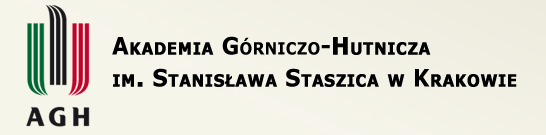 AKADEMIA GÓRNICZO-HUTNICZA
IM. STANISŁAWA STASZICA W KRAKOWIE
AGH